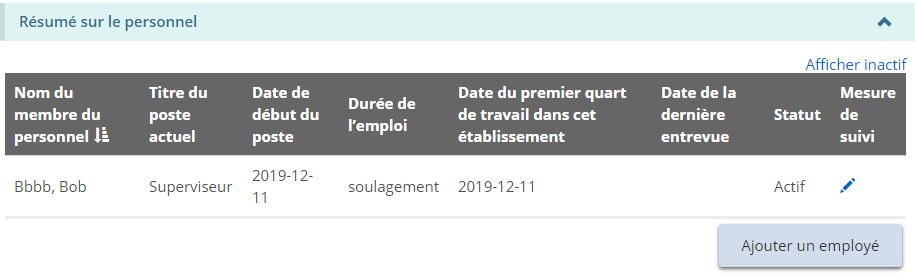 Résumé sur le personnel
Afficher inactif
Nom du membre du personnel
Titre du poste actuel
Date de début du poste
Durée de l'emploi
Date du premier quart de travail dans cet établissement
Date de la dernière entrevue
Statut
Mesure de suivi
Bbbb, Bob
Superviseur
2019-12-11
soulagement
2019-12-11
Actif
Ajouter un employé